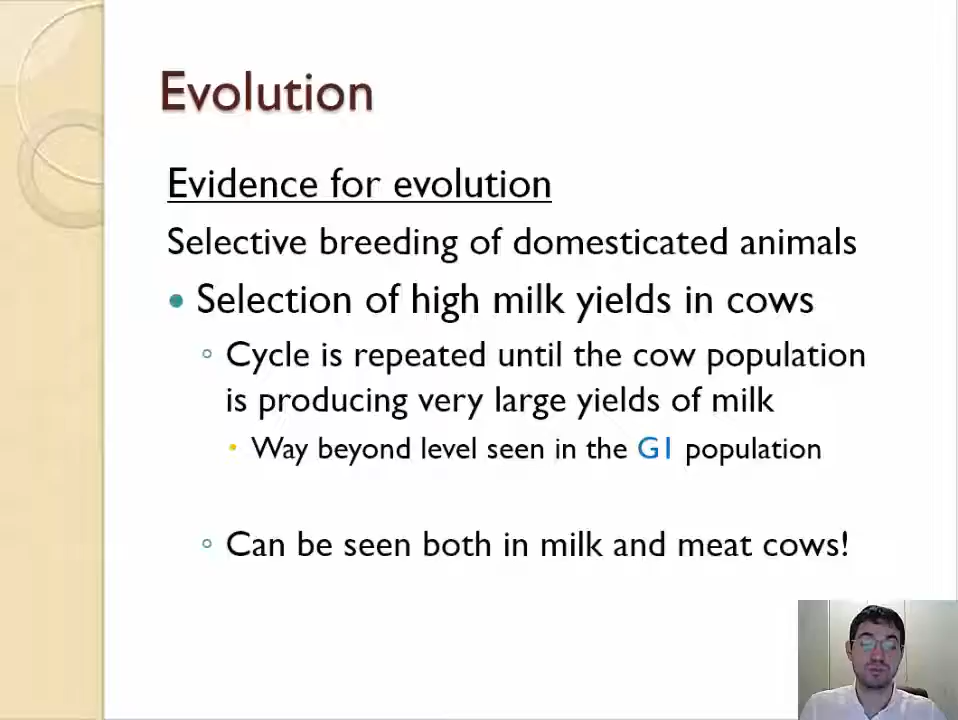 Evolution
Evidence for evolution
Selective breeding of domesticated animals
Selection of high milk yields in cows
Cycle is repeated until the cow population
is producing very large yields of milk
Way beyond level seen in the G1 population
Can be seen both in milk and meat cows!